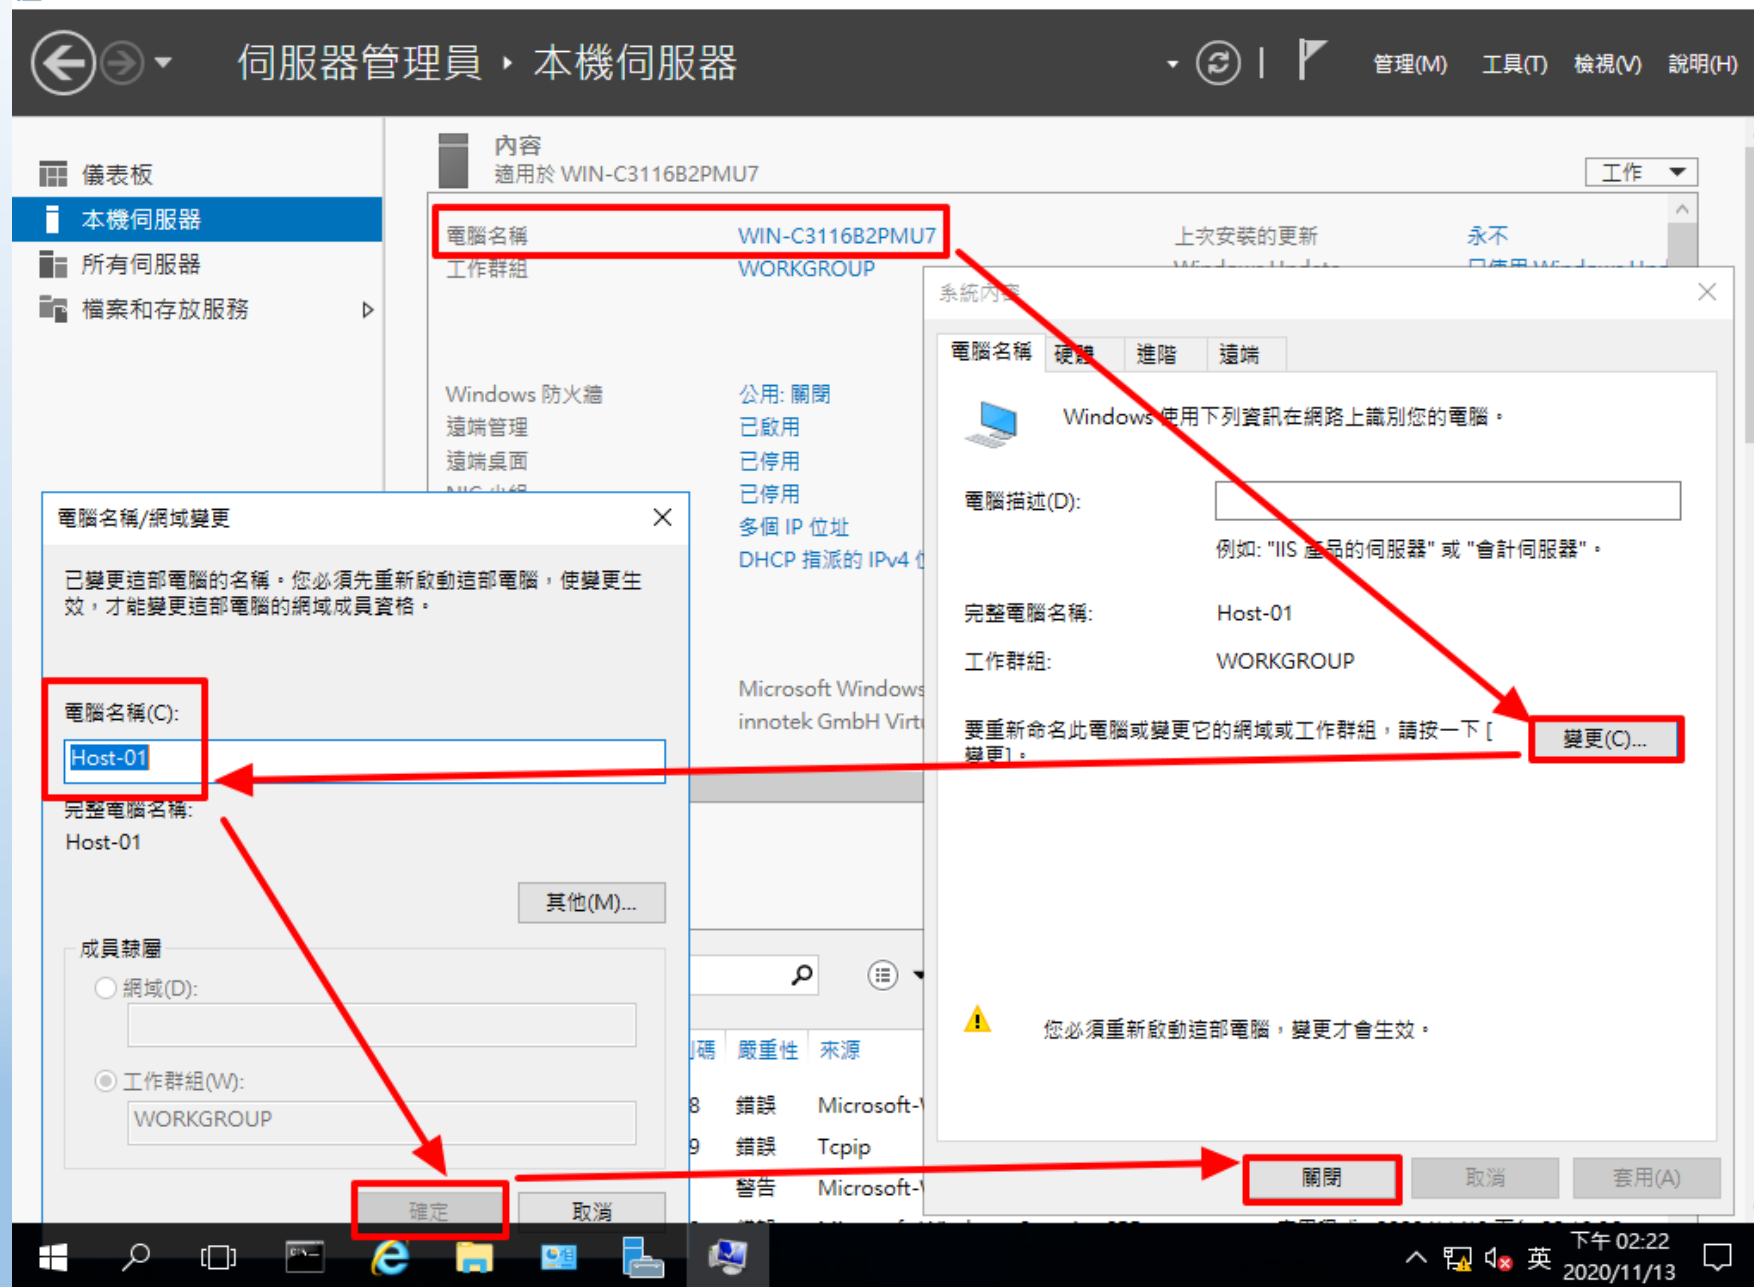 伺服器管理員 ‣ 本機伺服器
管理(M) 工具(T) 檢視(V) 說明(H)
儀表板
本機伺服器
所有伺服器
檔案和存放服務
內容
適用於 WIN-C3116B2PMU7
工作
電腦名稱 WIN-C3116B2PMU7
上次安裝的更新 永不
工作群組 WORKGROUP
Windows Update
Windows 防火牆 公用: 關閉
遠端管理 已啟用
遠端桌面 已停用
已停用
多個 IP 位址
DHCP 指派的 IPv4
Microsoft Windows
innotek GmbH
系統內容
電腦名稱 硬體 進階 遠端
Windows 使用下列資訊在網路上識別您的電腦。
電腦描述(D):
例如: "IIS 產品的伺服器" 或 "會計伺服器"。
完整電腦名稱: Host-01
工作群組: WORKGROUP
要重新命名此電腦或變更它的網域或工作群組，請按一下 [
變更]。
變更(C)...
您必須重新啟動這部電腦，變更才會生效。
關閉 取消 套用(A)
電腦名稱/網域變更
已變更這部電腦的名稱。您必須先重新啟動這部電腦，使變更生
效，才能變更這部電腦的網域成員資格。
電腦名稱(C):
Host-01
完整電腦名稱:
Host-01
其他(M)...
成員隸屬
網域(D):
工作群組(W):
WORKGROUP
確定 取消
碼 嚴重性 來源
8 錯誤 Microsoft-
9 錯誤 Tcpip
警告 Microsoft-
英
下午 02:22
2020/11/13